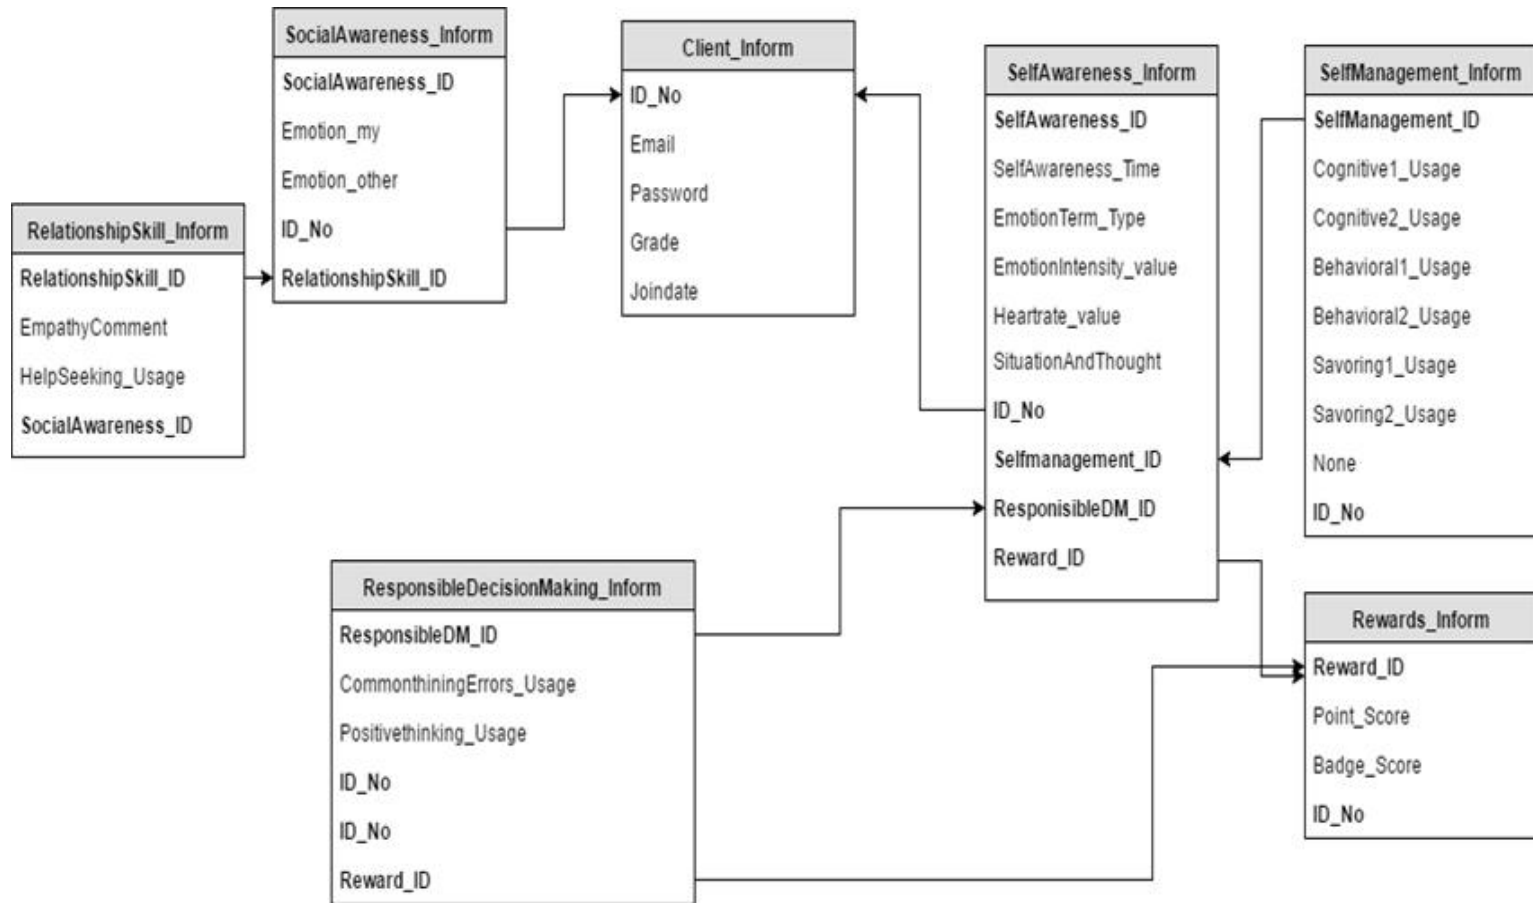 SocialAwareness_Inform
SocialAwareness_ID
Emotion_my
Emotion_other
ID_No
RelationshipSkill_ID
Client_Inform
ID_No
Email
Password
Grade
Joindate
SelfAwareness_Inform
SelfAwareness_ID
SelfAwareness_Time
EmotionTerm_Type
EmotionIntensity_value
Heartrate_value
SituationAndThought
ID_No
Selfmanagement_ID
ResponisibleDM_ID
Reward_ID
SelfManagement_Inform
SelfManagement_ID
Cognitive1_Usage
Cognitive2_Usage
Behavioral1_Usage
Behavioral2_Usage
Savoring1_Usage
Savoring2_Usage
None
ID_No
RelationshipSkill_Inform
RelationshipSkill_ID
EmpathyComment
HelpSeeking_Usage
SocialAwareness_ID
ResponsibleDecisionMaking_Inform
ResponsibleDM_ID
CommonthiningErrors_Usage
Positivethinking_Usage
ID_No
ID_No
Reward_ID
Rewards_Inform
Reward_ID
Point_Score
Badge_Score
ID_No